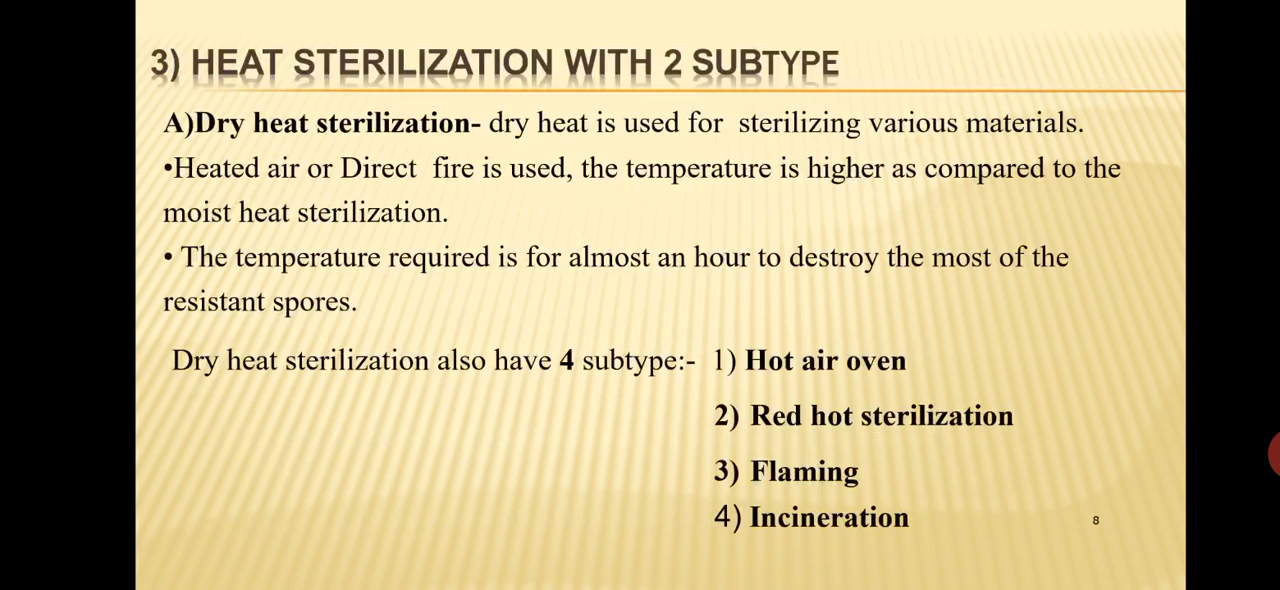 3) HEAT STERILIZATION WITH 2 SUBTYPE
A)Dry heat sterilization- dry heat is used for sterilizing various materials.
•Heated air or Direct fire is used, the temperature is higher as compared to the
moist heat sterilization.
• The temperature required is for almost an hour to destroy the most of the
resistant spores.
Dry heat sterilization also have 4 subtype:- 1) Hot air oven
2) Red hot sterilization
3) Flaming
4) Incineration
8